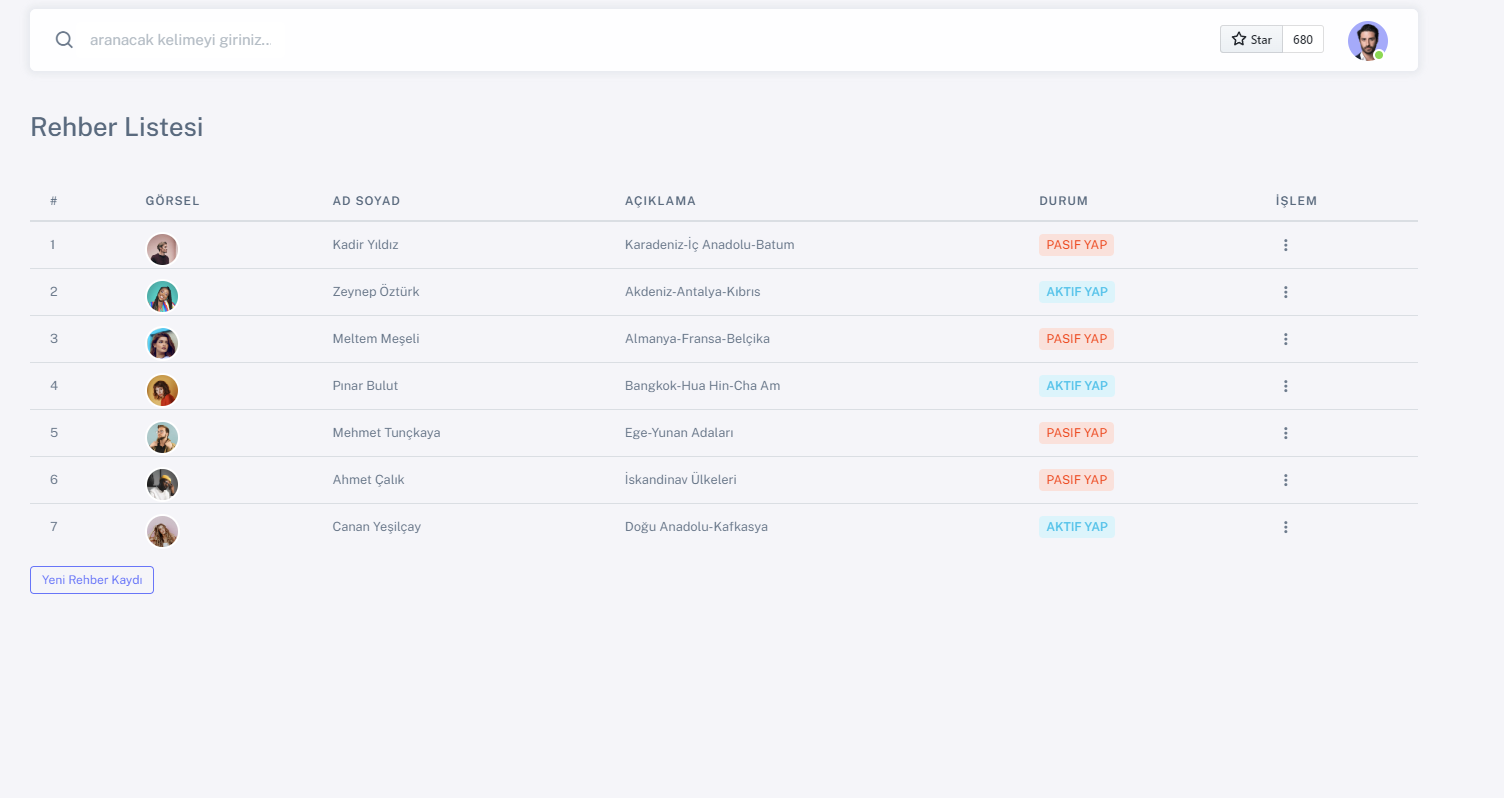 aranacak kelimeyi giriniz..
Star 680
Rehber Listesi
# GÖRSEL AD SOYAD AÇIKLAMA DURUM İŞLEM
1 Kadir Yıldız Karadeniz-İç Anadolu-Batum PASIF YAP
2 Zeynep Öztürk Akdeniz-Antalya-Kıbrıs AKTIF YAP
3 Meltem Meşeli Almanya-Fransa-Belçika PASIF YAP
4 Pınar Bulut Bangkok-Hua Hin-Cha Am AKTIF YAP
5 Mehmet Tunçkaya Ege-Yunan Adaları PASIF YAP
6 Ahmet Çalık İskandinav Ülkeleri PASIF YAP
7 Canan Yeşilçay Doğu Anadolu-Kafkasya AKTIF YAP
Yeni Rehber Kaydı